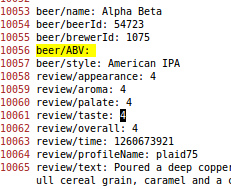 10053 beer/name: Alpha Beta
10054 beer/beerId: 54723
10055 beer/brewerId: 1075
10056 beer/ABV:
10057 beer/style: American IPA
10058 review/appearance: 4
10059 review/aroma: 4
10060 review/palate: 4
10061 review/taste: 4
10062 review/overall: 4
10063 review/time: 1260673921
10064 review/profileName: plaid75
10065 review/text: Poured a deep copper
ull cereal grain, caramel and a c